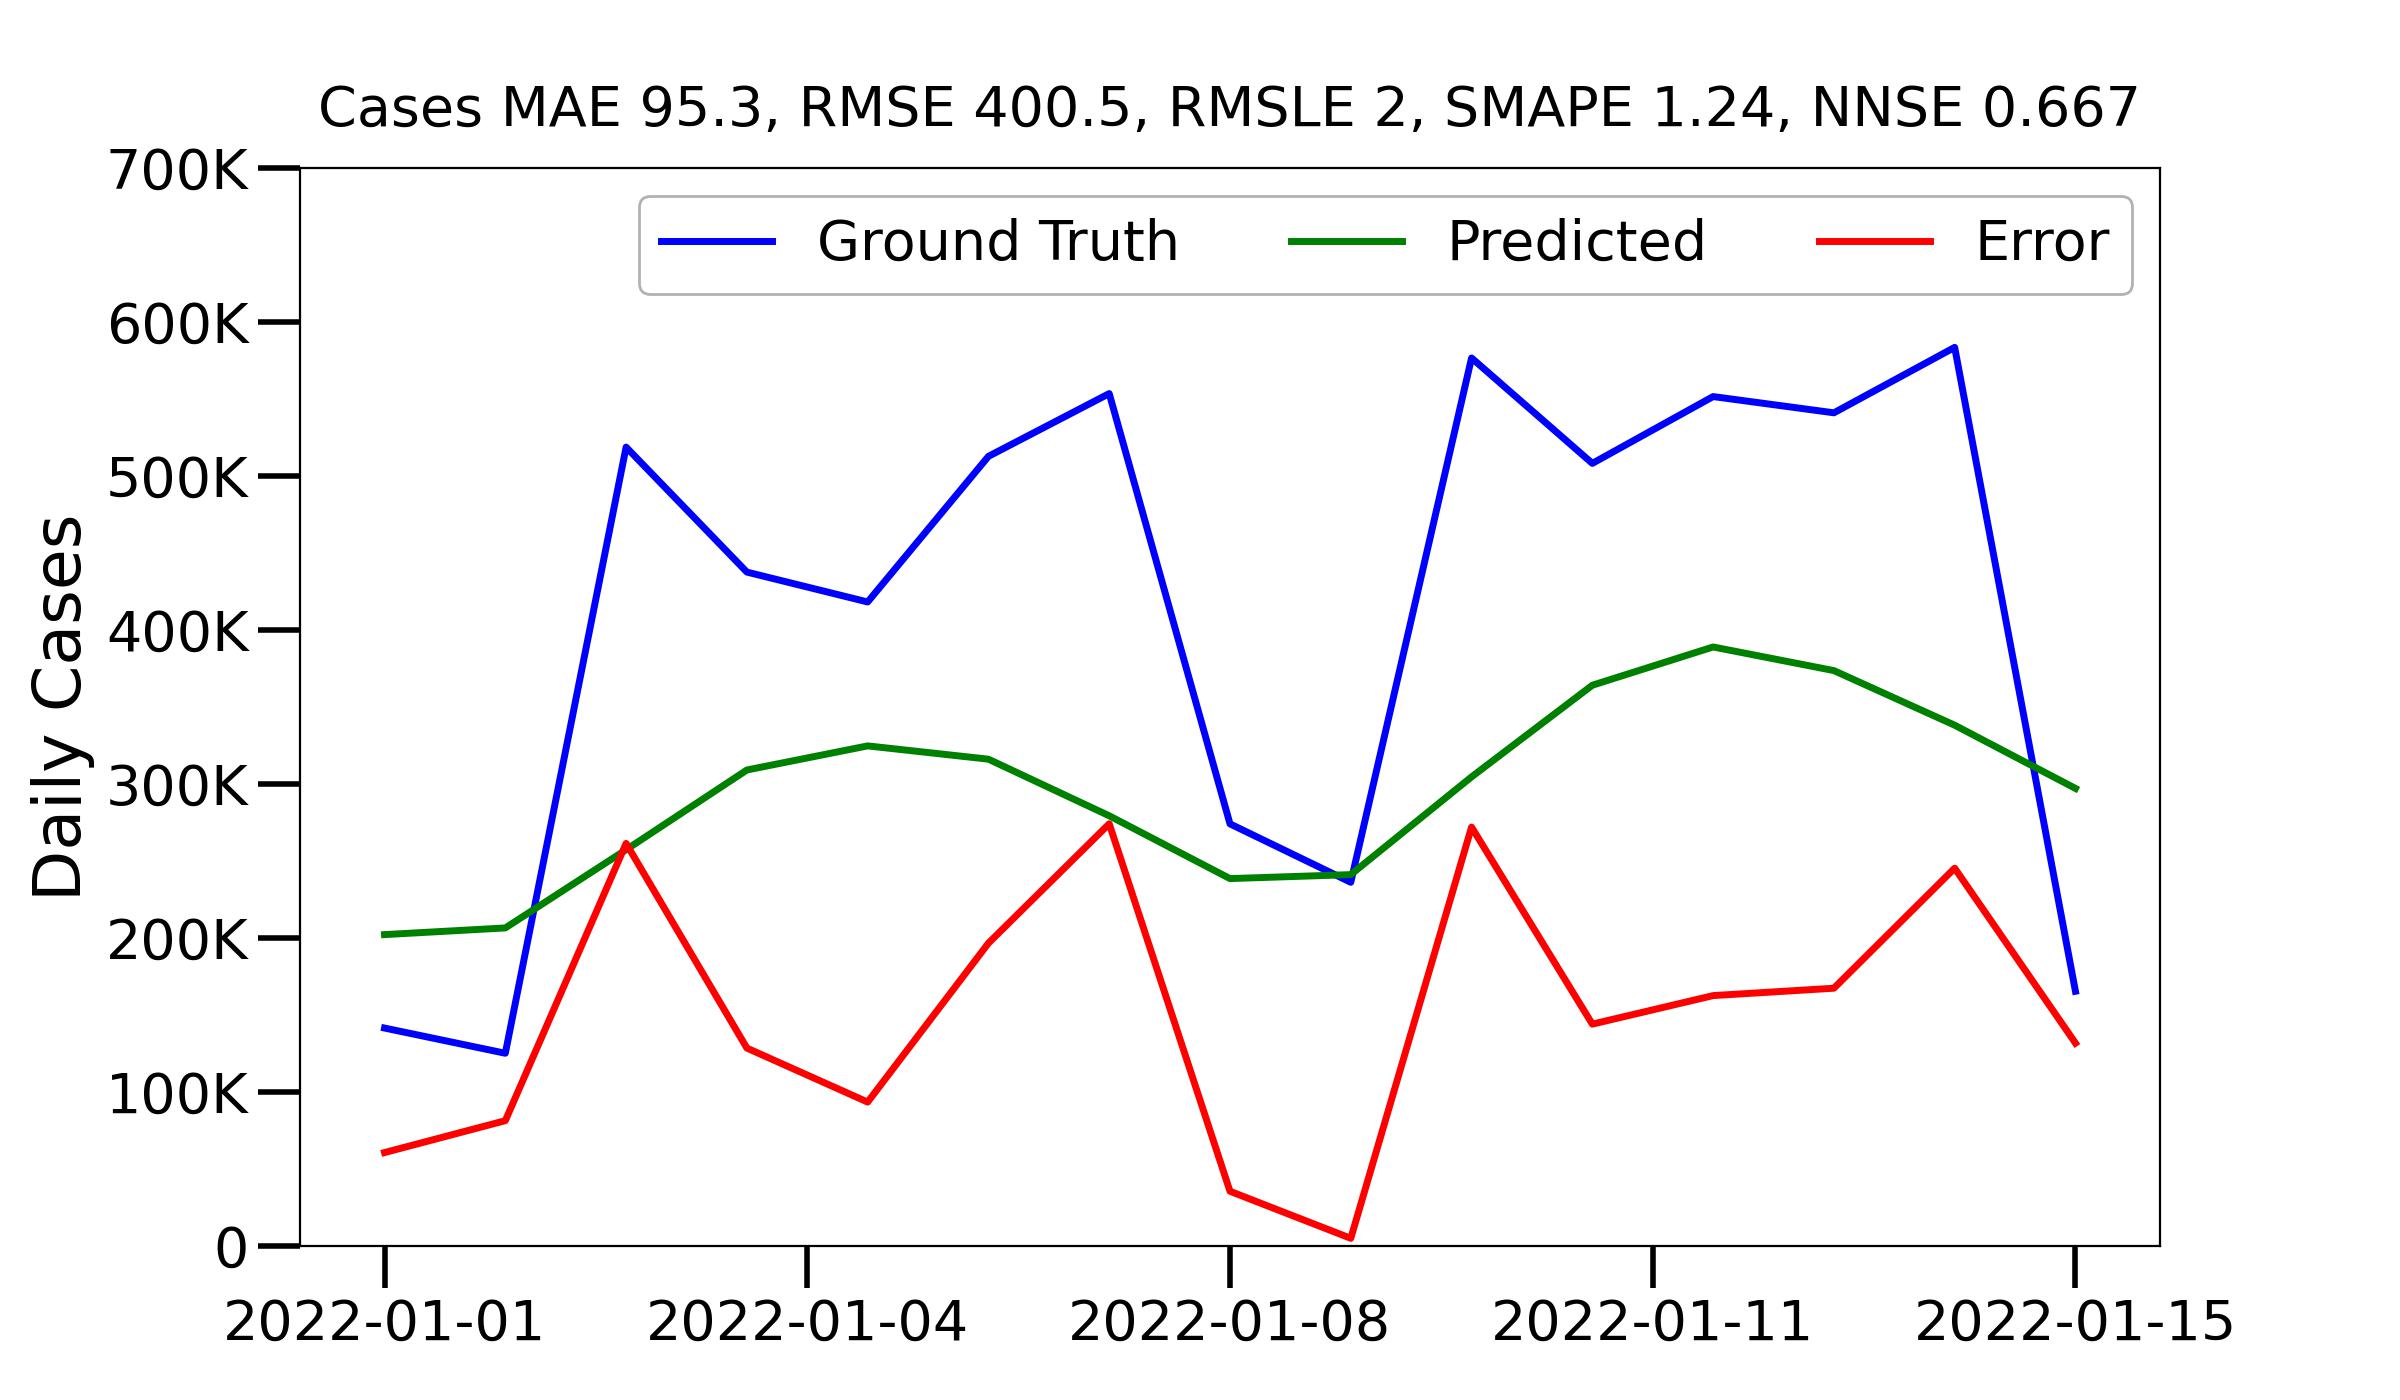 Cases MAE 95.3, RMSE 400.5, RMSLE 2, SMAPE 1.24, NNSE 0.667
700K
600K
500K
400K
300K
200K
100K
0
Daily Cases
Ground Truth Predicted Error
2022-01-01 2022-01-04 2022-01-08 2022-01-11 2022-01-15